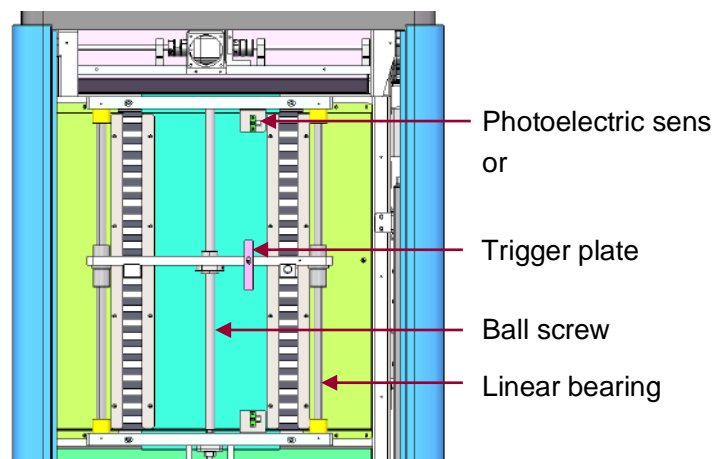 Photoelectric sens
or
Trigger plate
Ball screw
Linear bearing